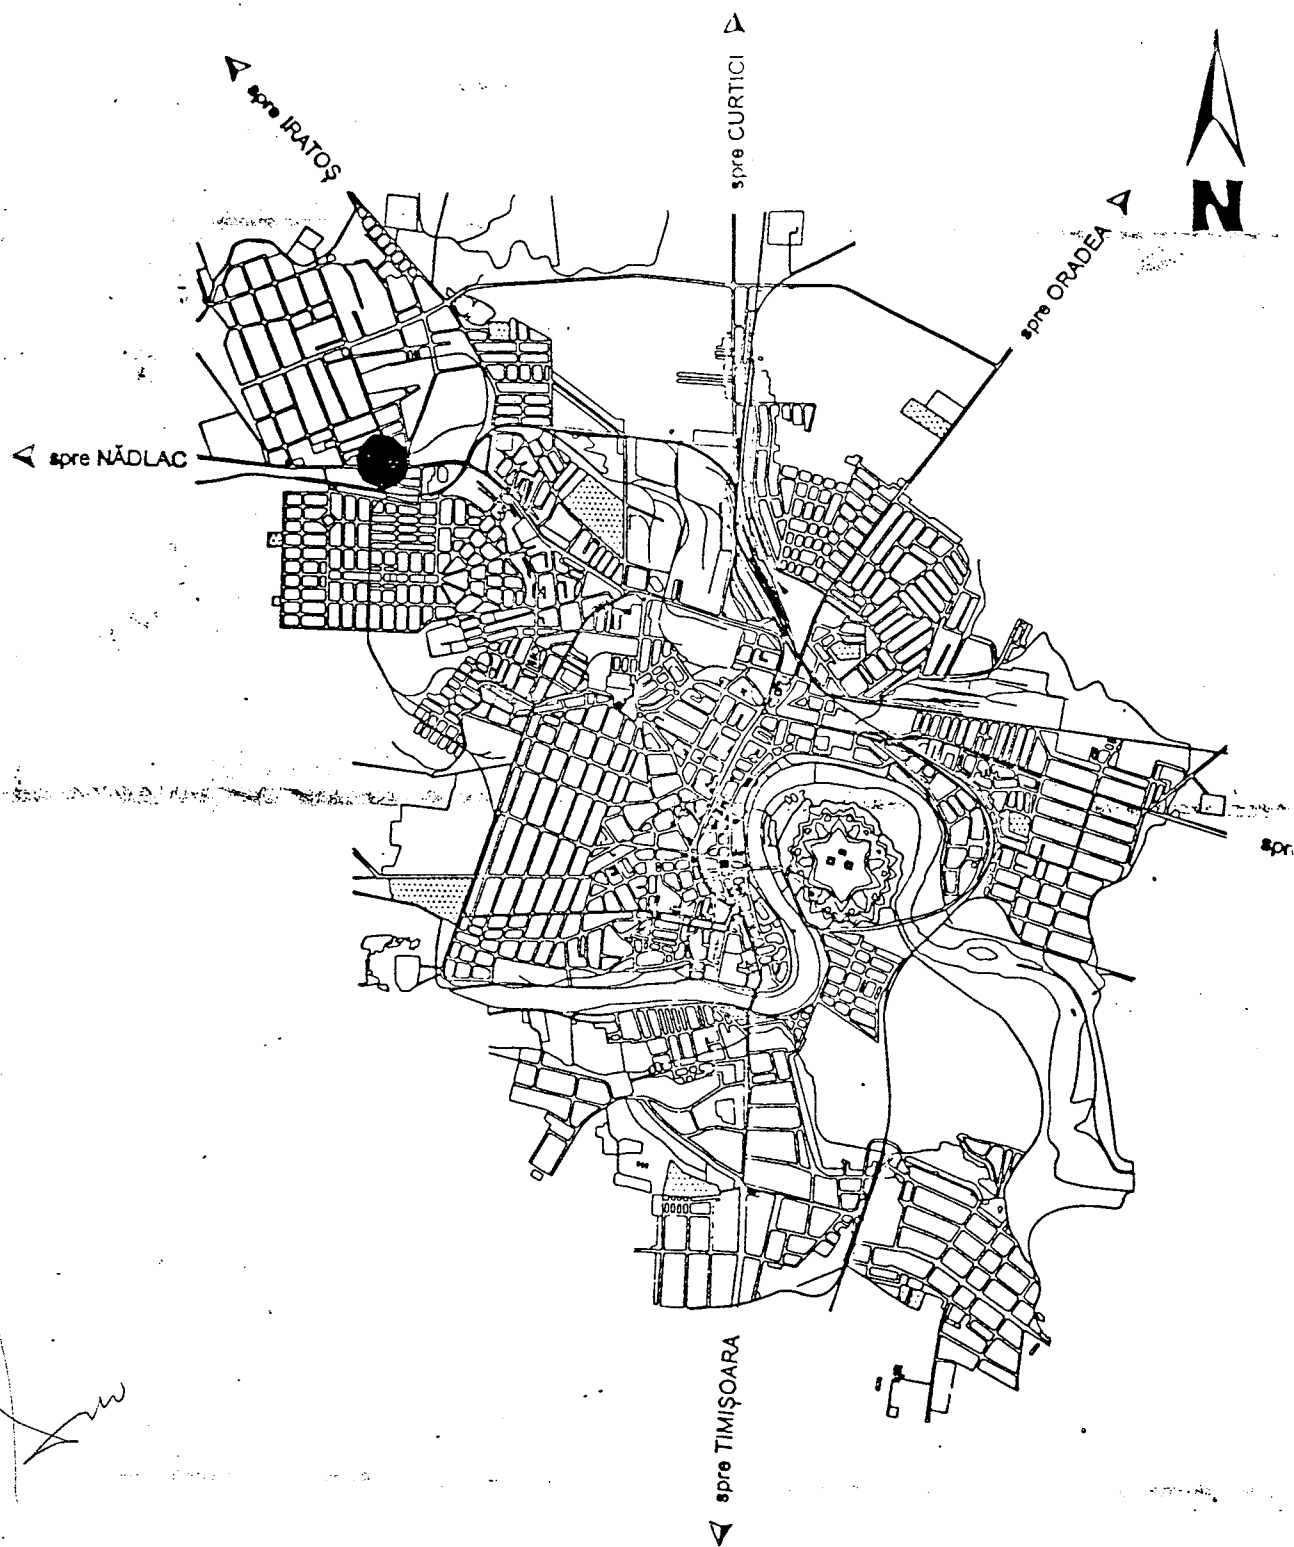 spre CURTICI
spre IRATOȘ
N
spre ORADEA
spre NĂDLAC
spre TIMIȘOARA